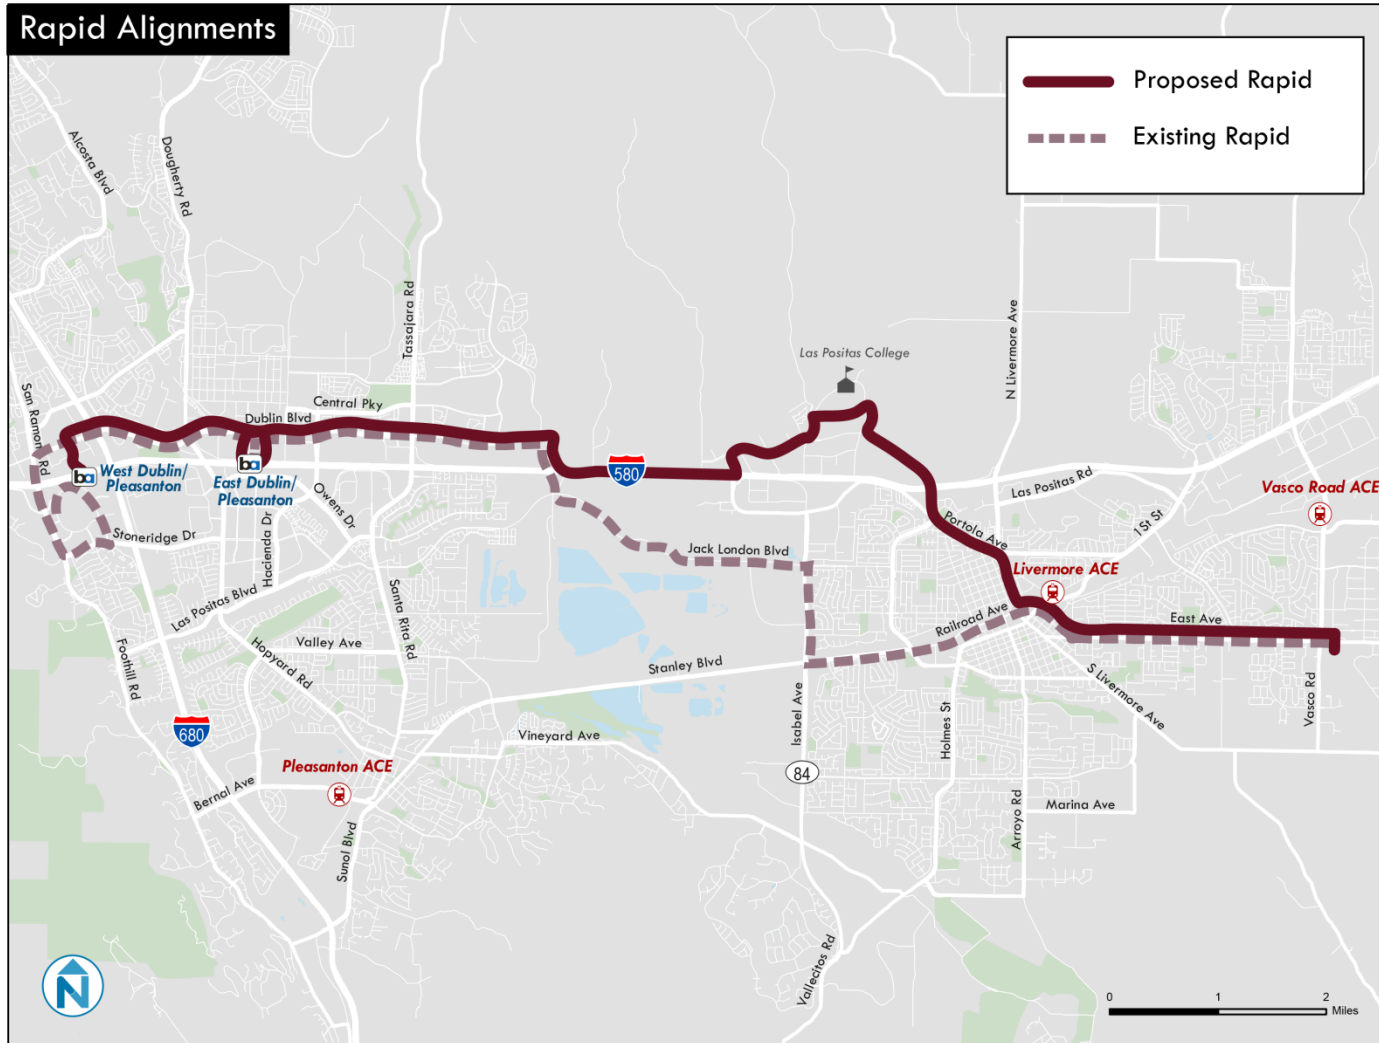 Rapid Alignments
Proposed Rapid
Existing Rapid
Alcosta Blvd
Dougherty Rd
Tassajara Rd
N Livermore Ave
Las Positas College
San Ramon Rd
Central Pky
Dublin Blvd
580
West Dublin/
Pleasanton
East Dublin/
Pleasanton
Owens Dr
Hacienda Dr
Stoneridge Dr
Las Positas Rd
1 St St
Vasco Road ACE
Portola Ave
Jack London Blvd
Livermore ACE
Las Positas Blvd
Santa Rita Rd
Railroad Ave
East Ave
Foothill Rd
Hopyard Rd
Valley Ave
Stanley Blvd
S Livermore Ave
Vasco Rd
Isabel Ave
Holmes St
680
Vineyard Ave
Pleasanton ACE
84
Bernal Ave
Marina Ave
Arroyo Rd
Sunol Blvd
Vallecitos Rd
N
0 1 2
Miles
ba
ba